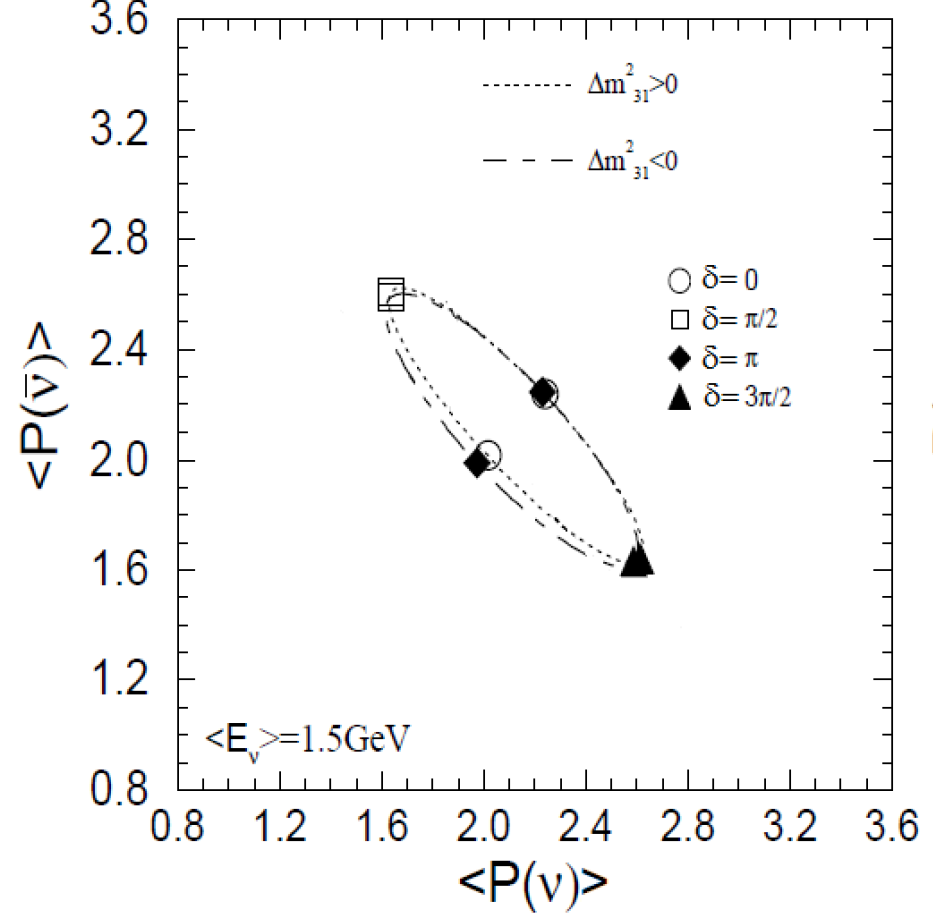 3.6
3.2
2.8
2.4
2.0
1.6
1.2
0.8
<P(ν̄)>
Δm²₃₁>0
Δm²₃₁<0
δ= 0
δ= π/2
δ= π
δ= 3π/2
<Eᵥ>=1.5GeV
0.8 1.2 1.6 2.0 2.4 2.8 3.2 3.6
<P(ν)>